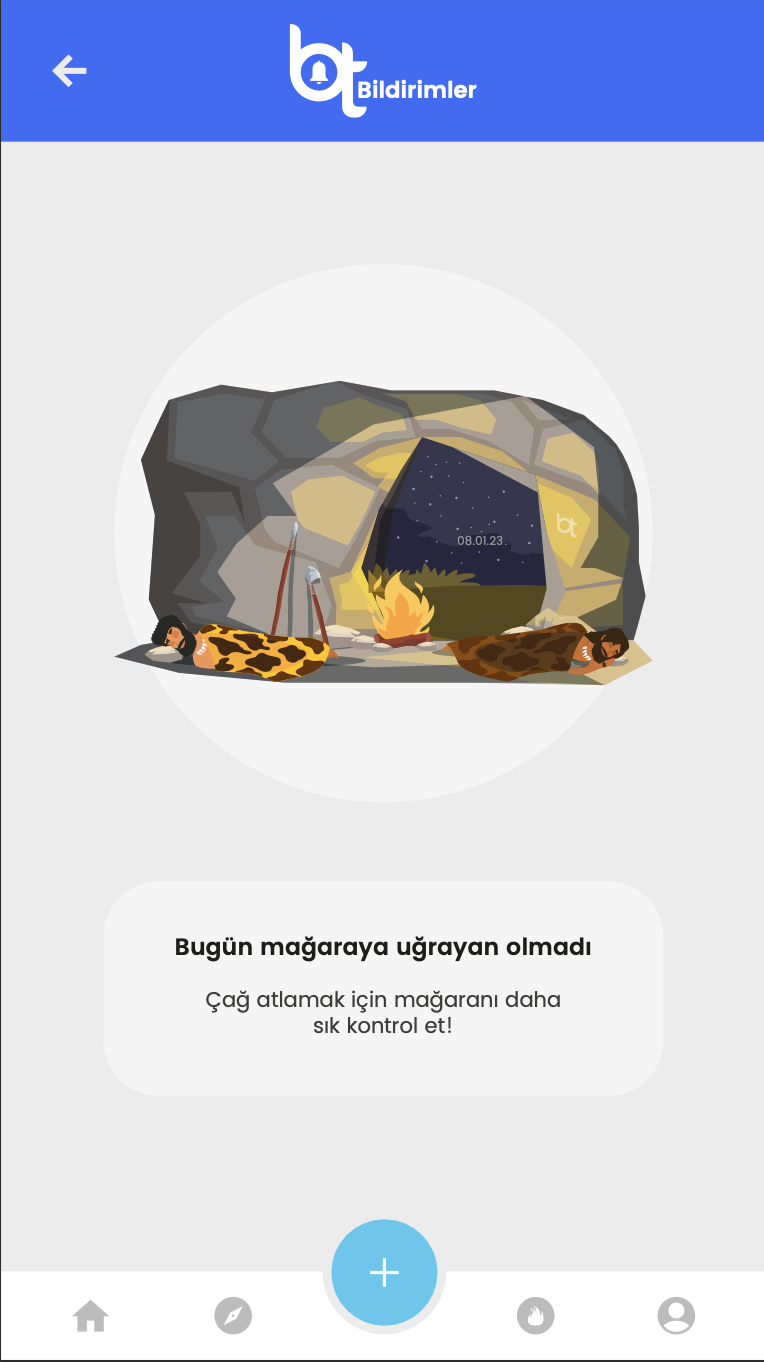 bt Bildirimler
bt
08.01.23
Bugün mağaraya uğrayan olmadı
Çağ atlamak için mağaranı daha
sık kontrol et!